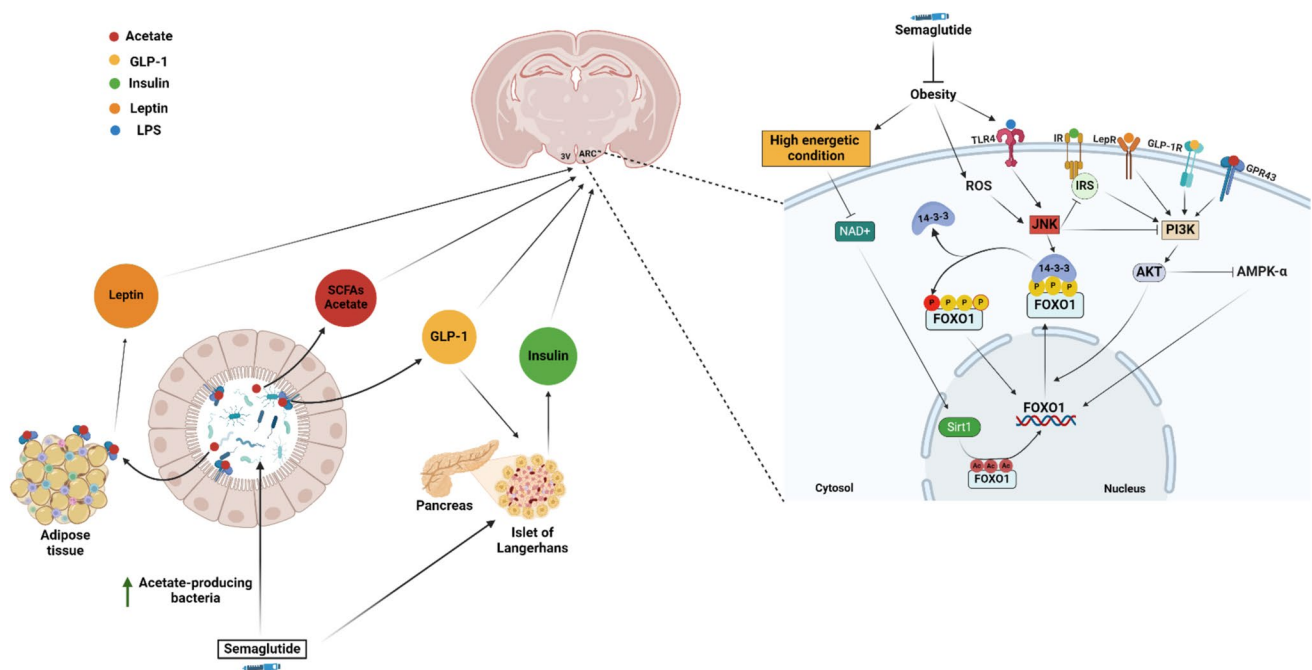 Acetate
GLP-1
Insulin
Leptin
LPS
3V
ARC
Leptin
SCFAs
Acetate
GLP-1
Insulin
Adipose
tissue
Pancreas
Islet of
Langerhans
Acetate-producing
bacteria
Semaglutide
Semaglutide
Obesity
High energetic
condition
TLR4
IR
LepR
GLP-1R
GPR43
ROS
IRS
NAD+
14-3-3
JNK
PI3K
14-3-3
AKT
AMPK-α
P P P P
FOXO1
P P P
FOXO1
FOXO1
Sirt1
Ac Ac Ac
FOXO1
Cytosol
Nucleus